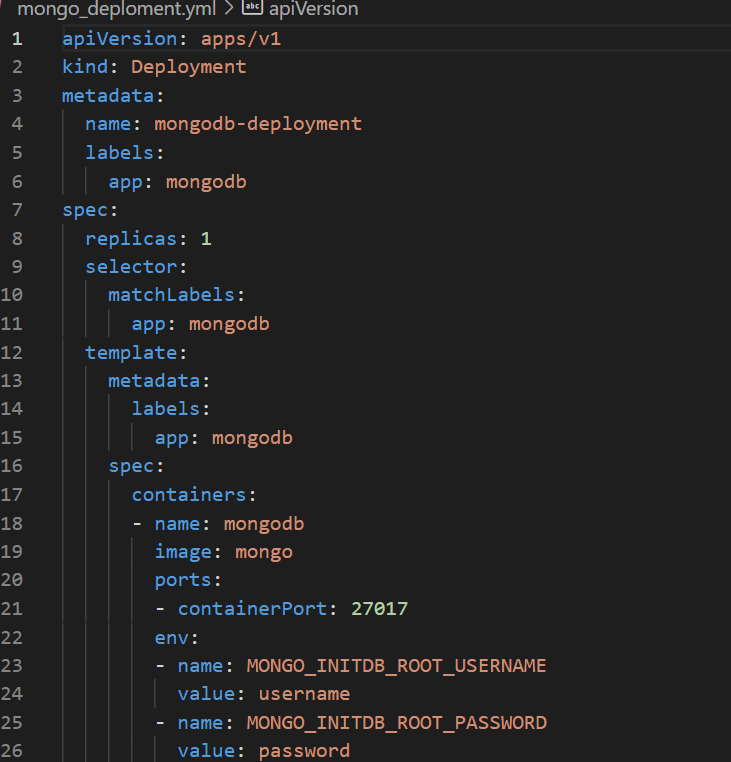 mongo_deploment.yml > abc apiVersion
1 apiVersion: apps/v1
2 kind: Deployment
3 metadata:
4   name: mongodb-deployment
5   labels:
6     app: mongodb
7 spec:
8   replicas: 1
9   selector:
10     matchLabels:
11       app: mongodb
12   template:
13     metadata:
14       labels:
15         app: mongodb
16     spec:
17       containers:
18       - name: mongodb
19         image: mongo
20         ports:
21         - containerPort: 27017
22         env:
23         - name: MONGO_INITDB_ROOT_USERNAME
24           value: username
25         - name: MONGO_INITDB_ROOT_PASSWORD
26           value: password